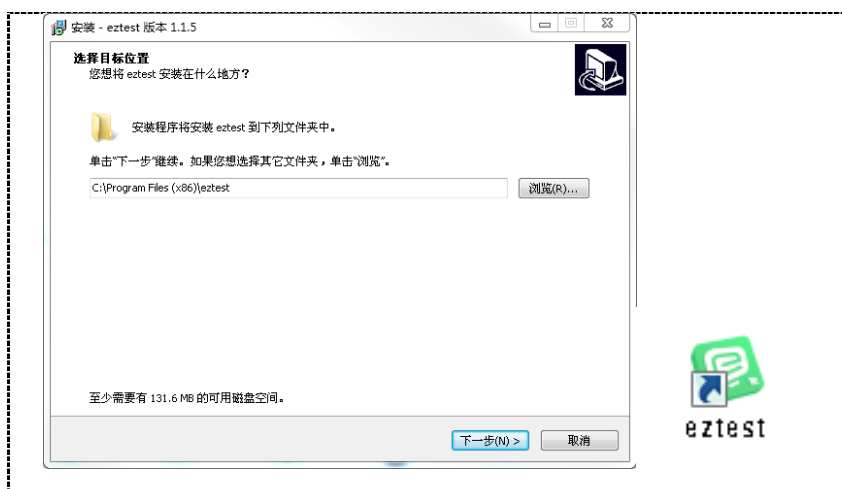 安装 - eztest 版本 1.1.5
选择目标位置
您想将 eztest 安装在什么地方？
安装程序将安装 eztest 到下列文件夹中。
单击“下一步”继续。如果您想选择其它文件夹，单击“浏览”。
C:\Program Files (x86)\eztest
浏览(R)...
至少需要有 131.6 MB 的可用磁盘空间。
下一步(N) >
取消
eztest